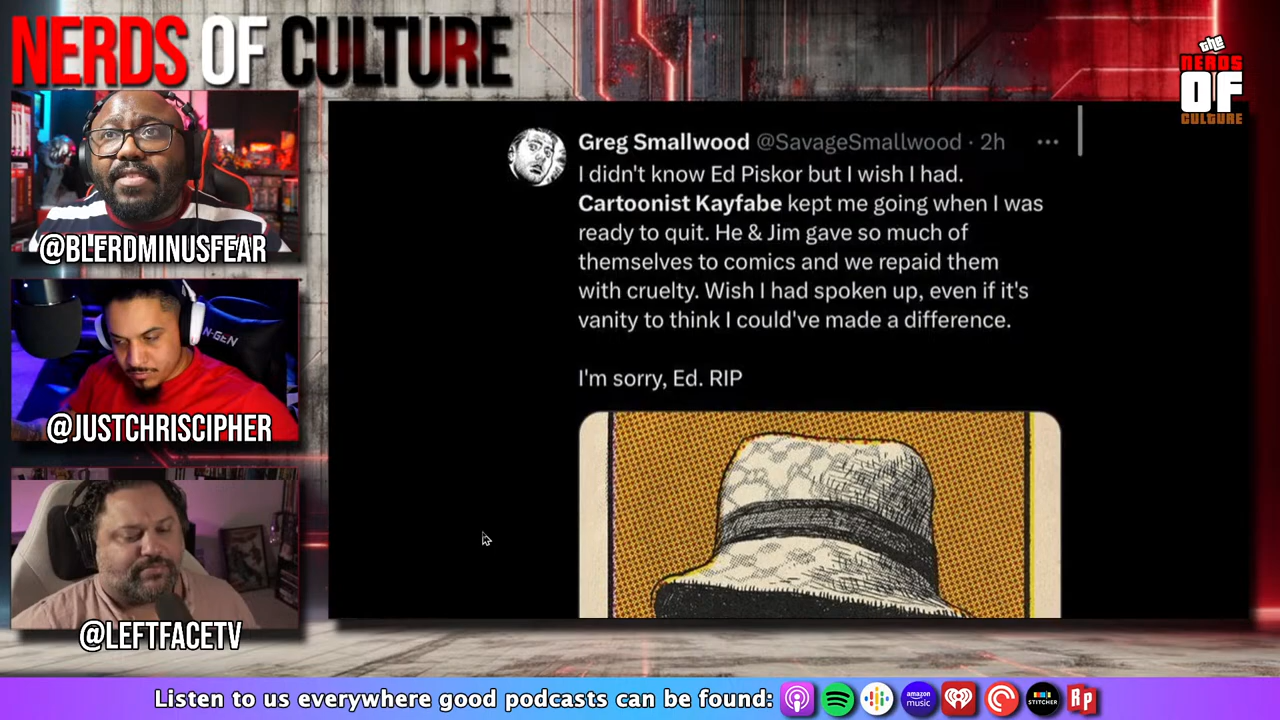 NERDS OF CULTURE
the
NERDS
OF
CULTURE
Greg Smallwood @SavageSmallwood · 2h
I didn't know Ed Piskor but I wish I had.
Cartoonist Kayfabe kept me going when I was
ready to quit. He & Jim gave so much of
themselves to comics and we repaid them
with cruelty. Wish I had spoken up, even if it's
vanity to think I could've made a difference.
I'm sorry, Ed. RIP
@BLERDMINUSFEAR
N-GEN
@JUSTCHRISCIPHER
@LEFTFACETV
Listen to us everywhere good podcasts can be found:
amazon
music
STITCHER
Rp